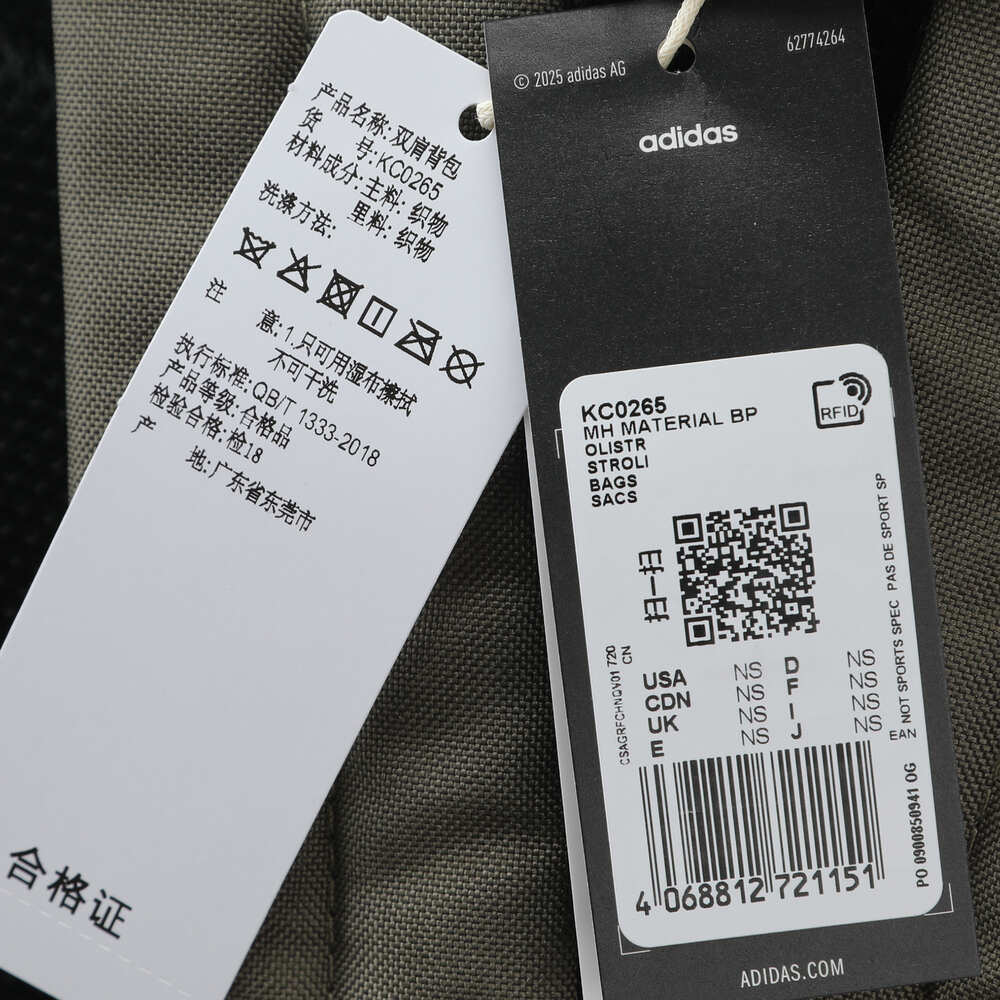 产品名称: 双肩背包
货 号: KC0265
材料成分: 主料: 织物
里料: 织物
洗涤方法:
注 意: 1.只可用湿布擦拭
不可干洗
执行标准: QB/T 1333-2018
产品等级: 合格品
检验合格: 检18
产 地: 广东省东莞市
合格证
© 2025 adidas AG
62774264
adidas
KC0265
MH MATERIAL BP
OLISTR
STROLI
BAGS
SACS
RFID
扫一扫
CSAGRFCHNQV01 720
CN
USA NS D NS
CDN NS F NS
UK NS I NS
E NS J
EAN NOT SPORTS SPEC PAS DE SPORT SP
PO 0900850941 OG
4 068812 721151
ADIDAS.COM